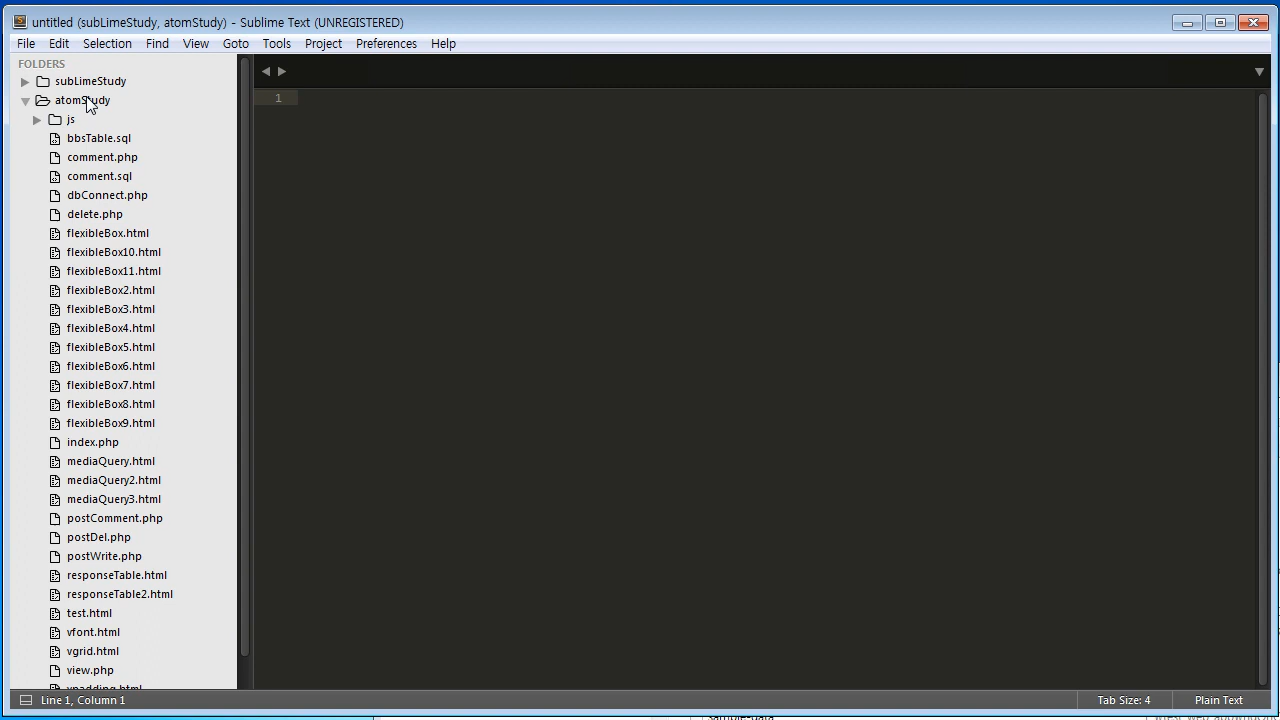 untitled (subLimeStudy, atomStudy) - Sublime Text (UNREGISTERED)
File Edit Selection Find View Goto Tools Project Preferences Help
FOLDERS
subLimeStudy
atomStudy
js
bbsTable.sql
comment.php
comment.sql
dbConnect.php
delete.php
flexibleBox.html
flexibleBox10.html
flexibleBox11.html
flexibleBox2.html
flexibleBox3.html
flexibleBox4.html
flexibleBox5.html
flexibleBox6.html
flexibleBox7.html
flexibleBox8.html
flexibleBox9.html
index.php
mediaQuery.html
mediaQuery2.html
mediaQuery3.html
postComment.php
postDel.php
postWrite.php
responseTable.html
responseTable2.html
test.html
vfont.html
vgrid.html
view.php
vpadding.html
1
Line 1, Column 1
Tab Size: 4
Plain Text
sample-data